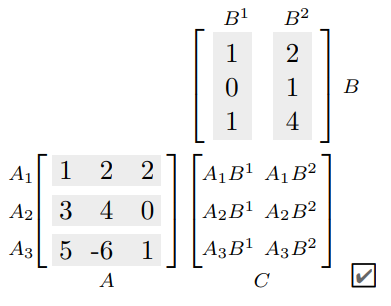 B¹ B²
1 2
0 1 B
1 4
A₁ 1 2 2 A₁B¹ A₁B²
A₂ 3 4 0 A₂B¹ A₂B²
A₃ 5 -6 1 A₃B¹ A₃B²
A C ✔